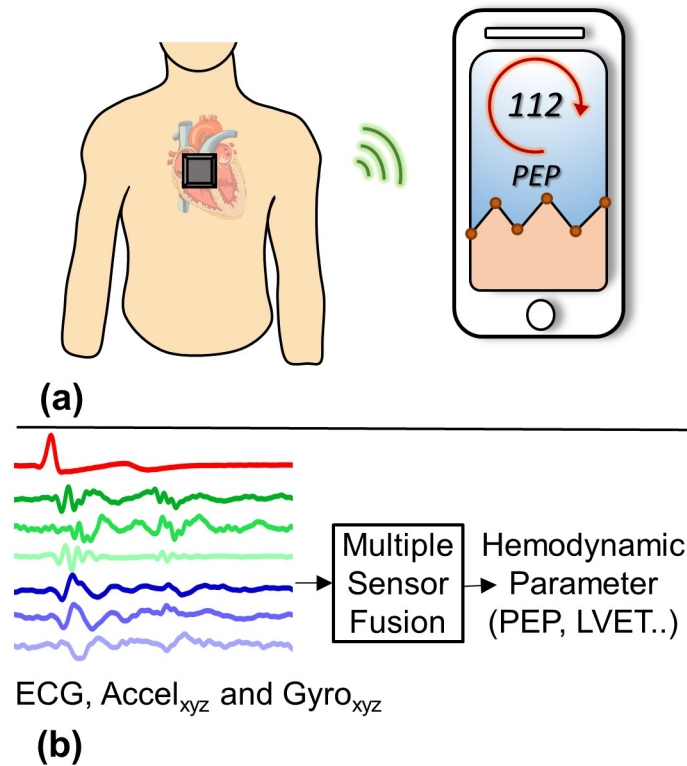 112
PEP
(a)
Multiple
Sensor
Fusion
Hemodynamic
Parameter
(PEP, LVET..)
ECG, Accelxyz and Gyroxyz
(b)